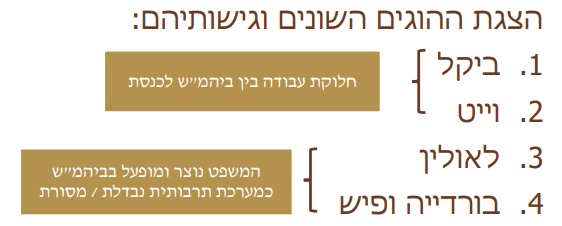 הצגת ההוגים השונים וגישותיהם:
1. ביקל
2. וייט
חלוקת עבודה בין ביהמ״ש לכנסת
3. לאולין
4. בורדייה ופיש
המשפט נוצר ומופעל בביהמ״ש
כמערכת תרבותית נבדלת / מסורת